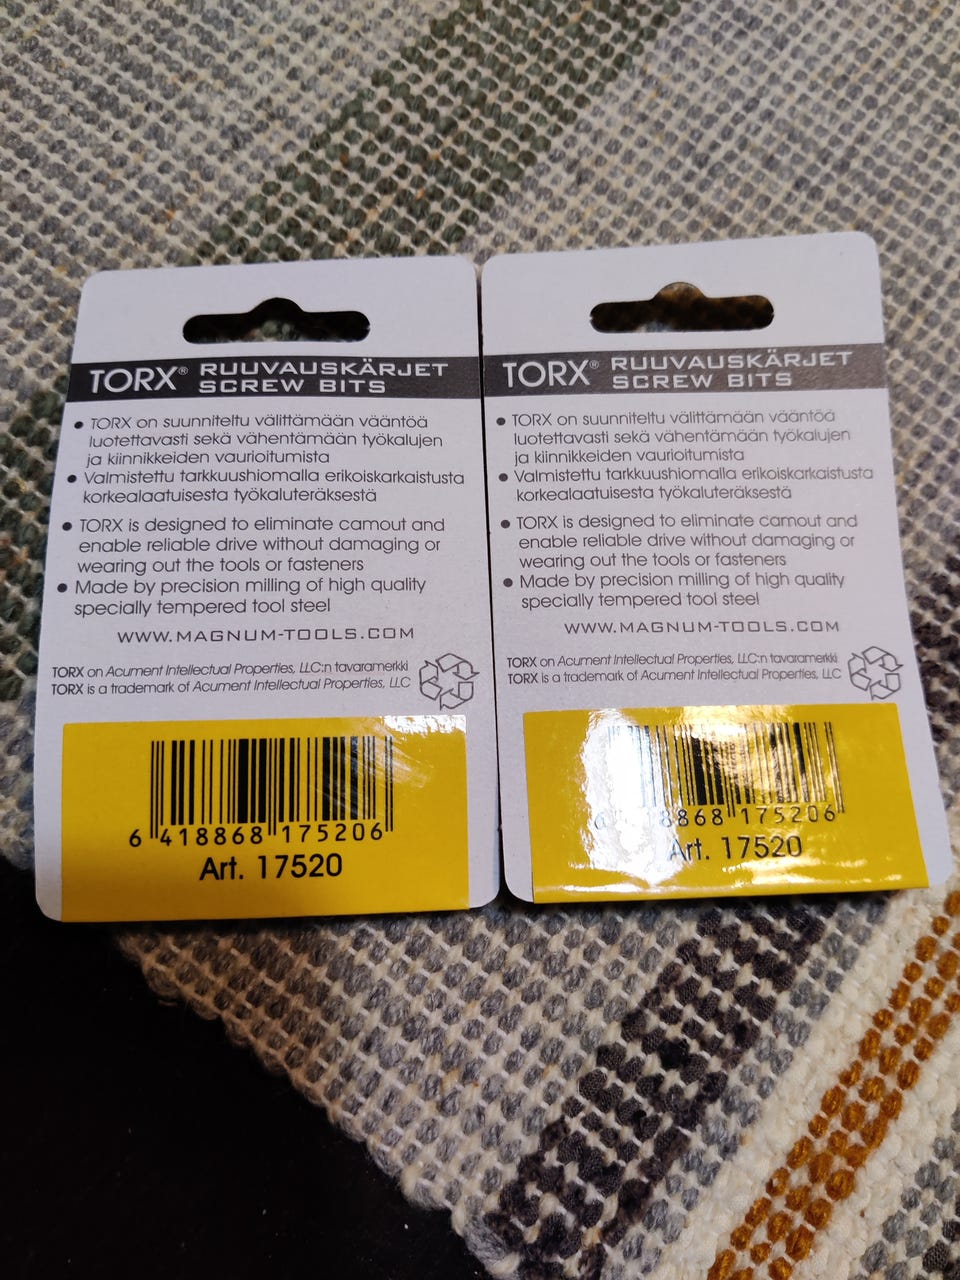 TORX® RUUVAUSKÄRJET
SCREW BITS
• TORX on suunniteltu välittämään vääntöä
luotettavasti sekä vähentämään työkalujen
ja kiinnikkeiden vaurioitumista
• Valmistettu tarkkuushiomalla erikoiskarkaistusta
korkealaatuisesta työkaluteräksestä
• TORX is designed to eliminate camout and
enable reliable drive without damaging or
wearing out the tools or fasteners
• Made by precision milling of high quality
specially tempered tool steel
WWW.MAGNUM-TOOLS.COM
TORX on Acument Intellectual Properties, LLC:n tavaramerkki
TORX is a trademark of Acument Intellectual Properties, LLC
6 418868 175206
Art. 17520
TORX® RUUVAUSKÄRJET
SCREW BITS
• TORX on suunniteltu välittämään vääntöä
luotettavasti sekä vähentämään työkalujen
ja kiinnikkeiden vaurioitumista
• Valmistettu tarkkuushiomalla erikoiskarkaistusta
korkealaatuisesta työkaluteräksestä
• TORX is designed to eliminate camout and
enable reliable drive without damaging or
wearing out the tools or fasteners
• Made by precision milling of high quality
specially tempered tool steel
WWW.MAGNUM-TOOLS.COM
TORX on Acument Intellectual Properties, LLC:n tavaramerkki
TORX is a trademark of Acument Intellectual Properties, LLC
175206
Art. 17520